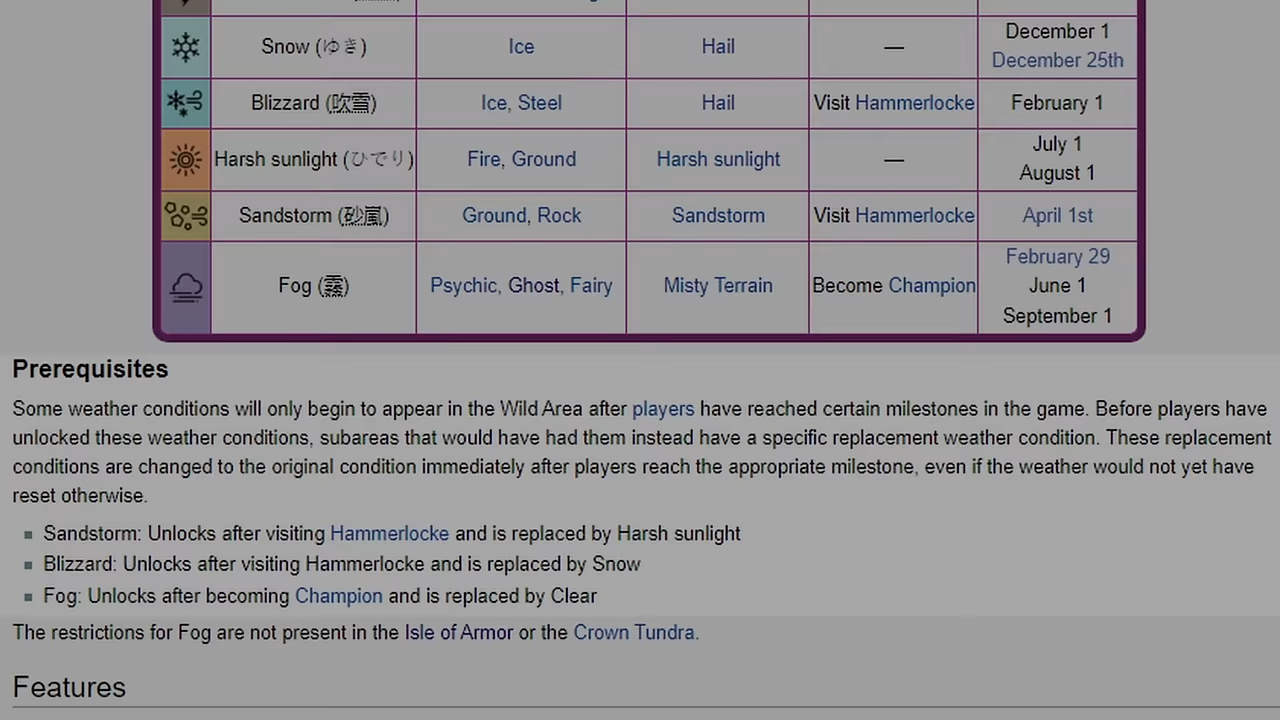 Snow (ゆき) Ice Hail — December 1
December 25th
Blizzard (吹雪) Ice, Steel Hail Visit Hammerlocke February 1
Harsh sunlight (ひでり) Fire, Ground Harsh sunlight — July 1
August 1
Sandstorm (砂嵐) Ground, Rock Sandstorm Visit Hammerlocke April 1st
Fog (霧) Psychic, Ghost, Fairy Misty Terrain Become Champion February 29
June 1
September 1
Prerequisites
Some weather conditions will only begin to appear in the Wild Area after players have reached certain milestones in the game. Before players have
unlocked these weather conditions, subareas that would have had them instead have a specific replacement weather condition. These replacement
conditions are changed to the original condition immediately after players reach the appropriate milestone, even if the weather would not yet have
reset otherwise.
Sandstorm: Unlocks after visiting Hammerlocke and is replaced by Harsh sunlight
Blizzard: Unlocks after visiting Hammerlocke and is replaced by Snow
Fog: Unlocks after becoming Champion and is replaced by Clear
The restrictions for Fog are not present in the Isle of Armor or the Crown Tundra.
Features